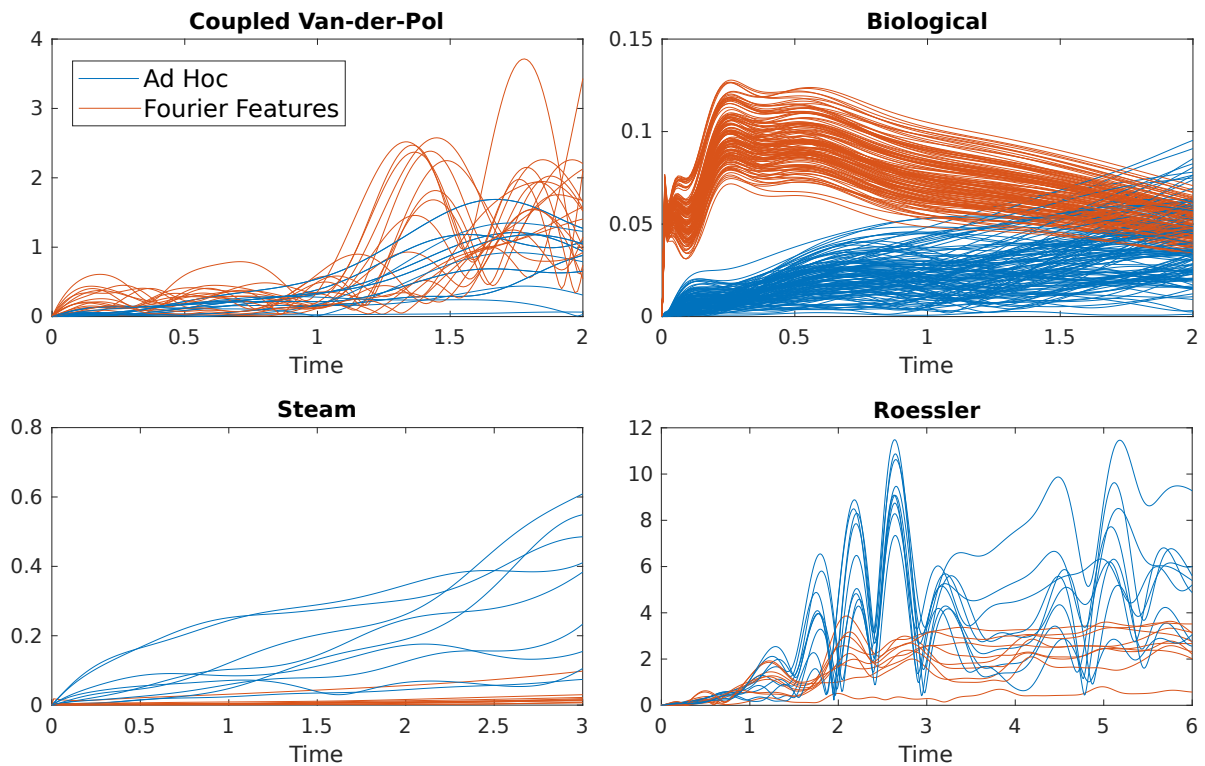 Coupled Van-der-Pol
4
3
2
1
0
Ad Hoc
Fourier Features
0 0.5 1 1.5 2
Time
Biological
0.15
0.1
0.05
0
0 0.5 1 1.5 2
Time
Steam
0.8
0.6
0.4
0.2
0
0 0.5 1 1.5 2 2.5 3
Time
Roessler
12
10
8
6
4
2
0
0 1 2 3 4 5 6
Time